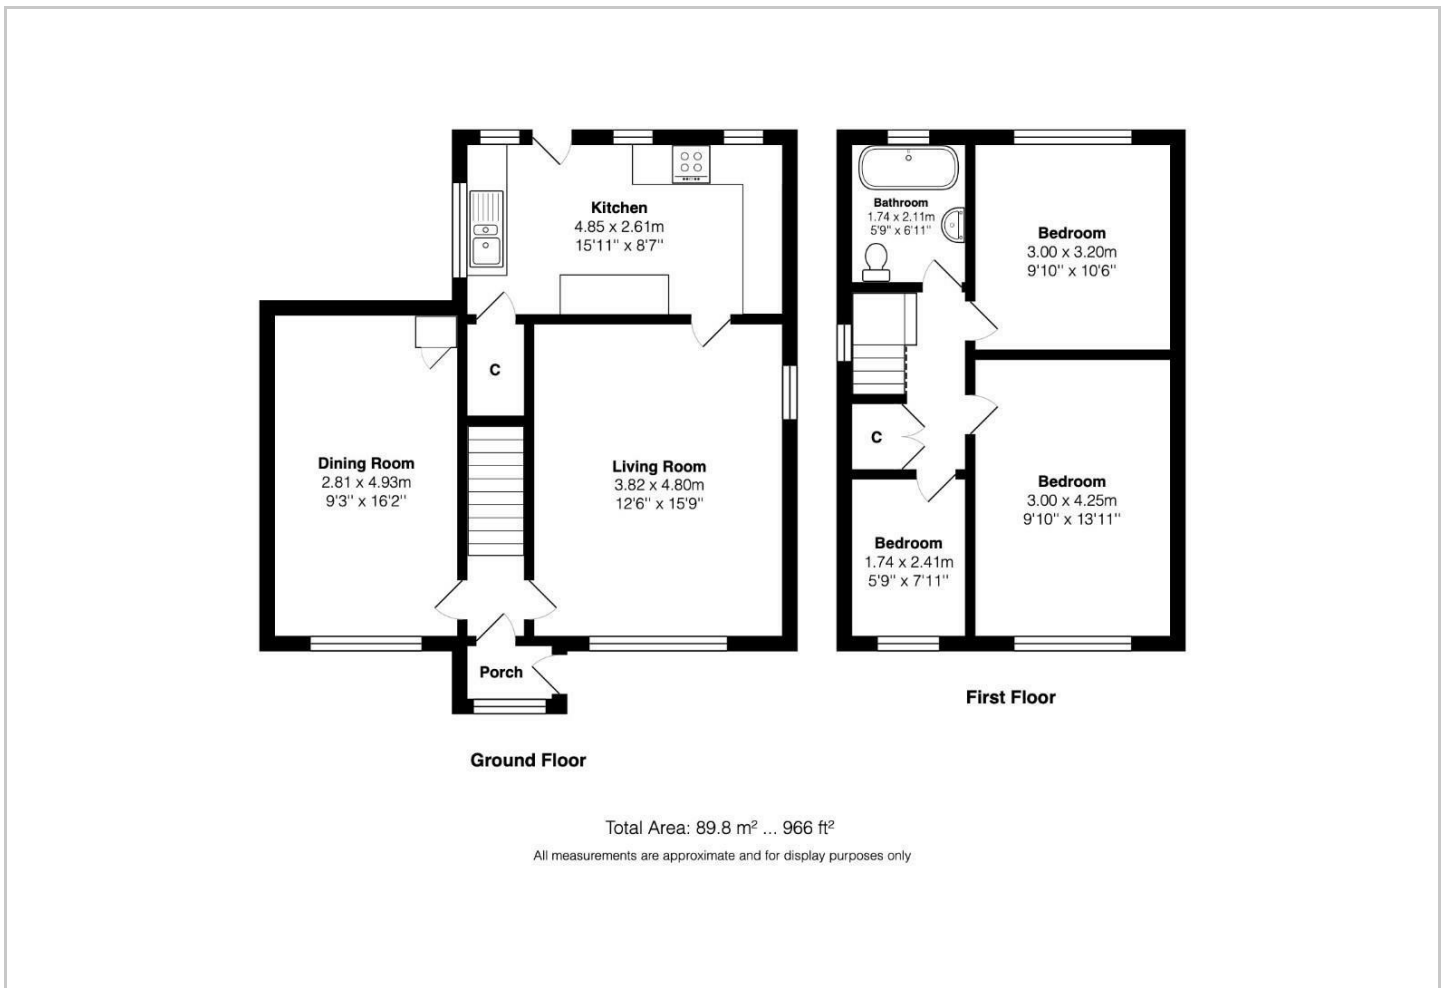 Kitchen
4.85 x 2.61m
15'11'' x 8'7''
C
Dining Room
2.81 x 4.93m
9'3'' x 16'2''
Living Room
3.82 x 4.80m
12'6'' x 15'9''
Porch
Ground Floor
Bathroom
1.74 x 2.11m
5'9'' x 6'11''
Bedroom
3.00 x 3.20m
9'10'' x 10'6''
C
Bedroom
3.00 x 4.25m
9'10'' x 13'11''
Bedroom
1.74 x 2.41m
5'9'' x 7'11''
First Floor
Total Area: 89.8 m² ... 966 ft²
All measurements are approximate and for display purposes only